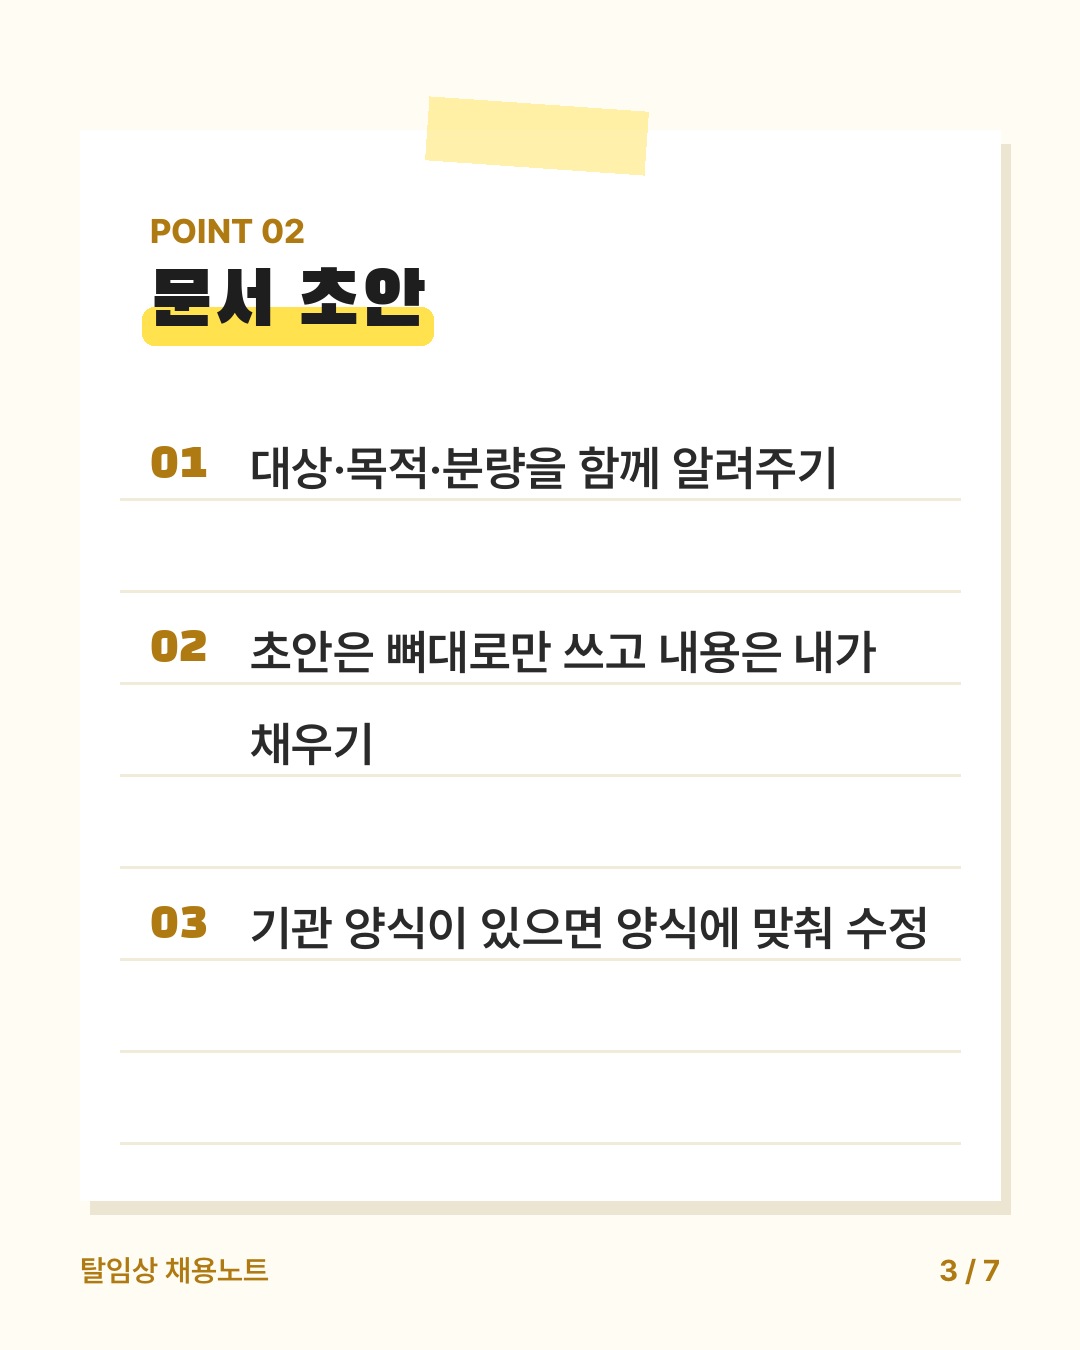 POINT 02
문서 초안
01 대상·목적·분량을 함께 알려주기
02 초안은 뼈대로만 쓰고 내용은 내가
채우기
03 기관 양식이 있으면 양식에 맞춰 수정
탈임상 채용노트
3 / 7